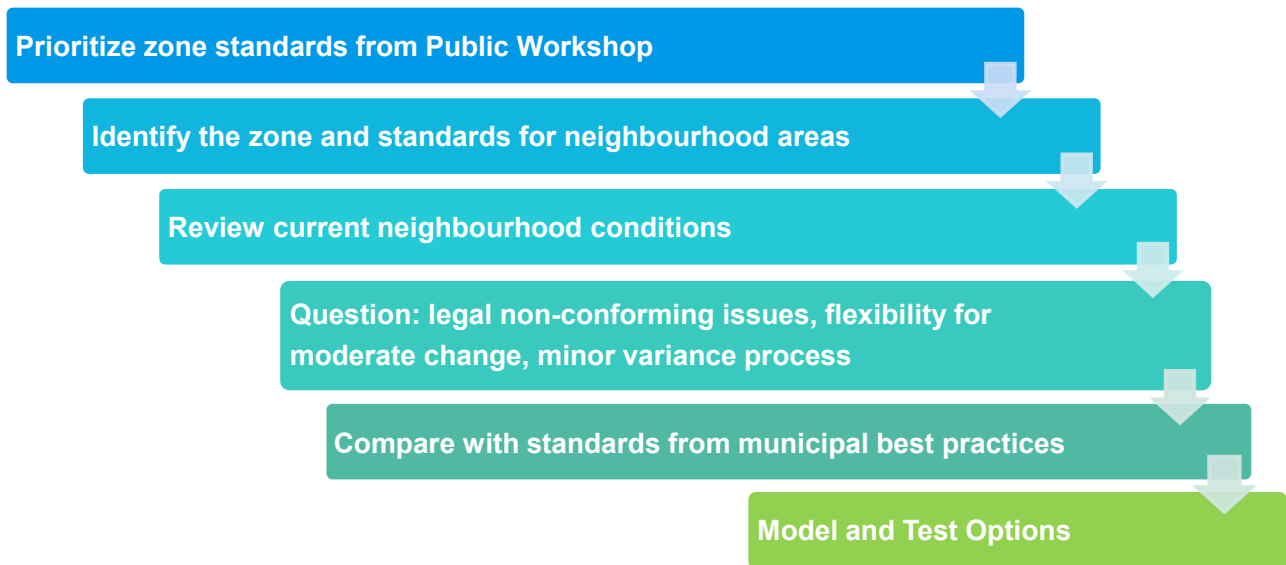 Prioritize zone standards from Public Workshop
Identify the zone and standards for neighbourhood areas
Review current neighbourhood conditions
Question: legal non-conforming issues, flexibility for
moderate change, minor variance process
Compare with standards from municipal best practices
Model and Test Options